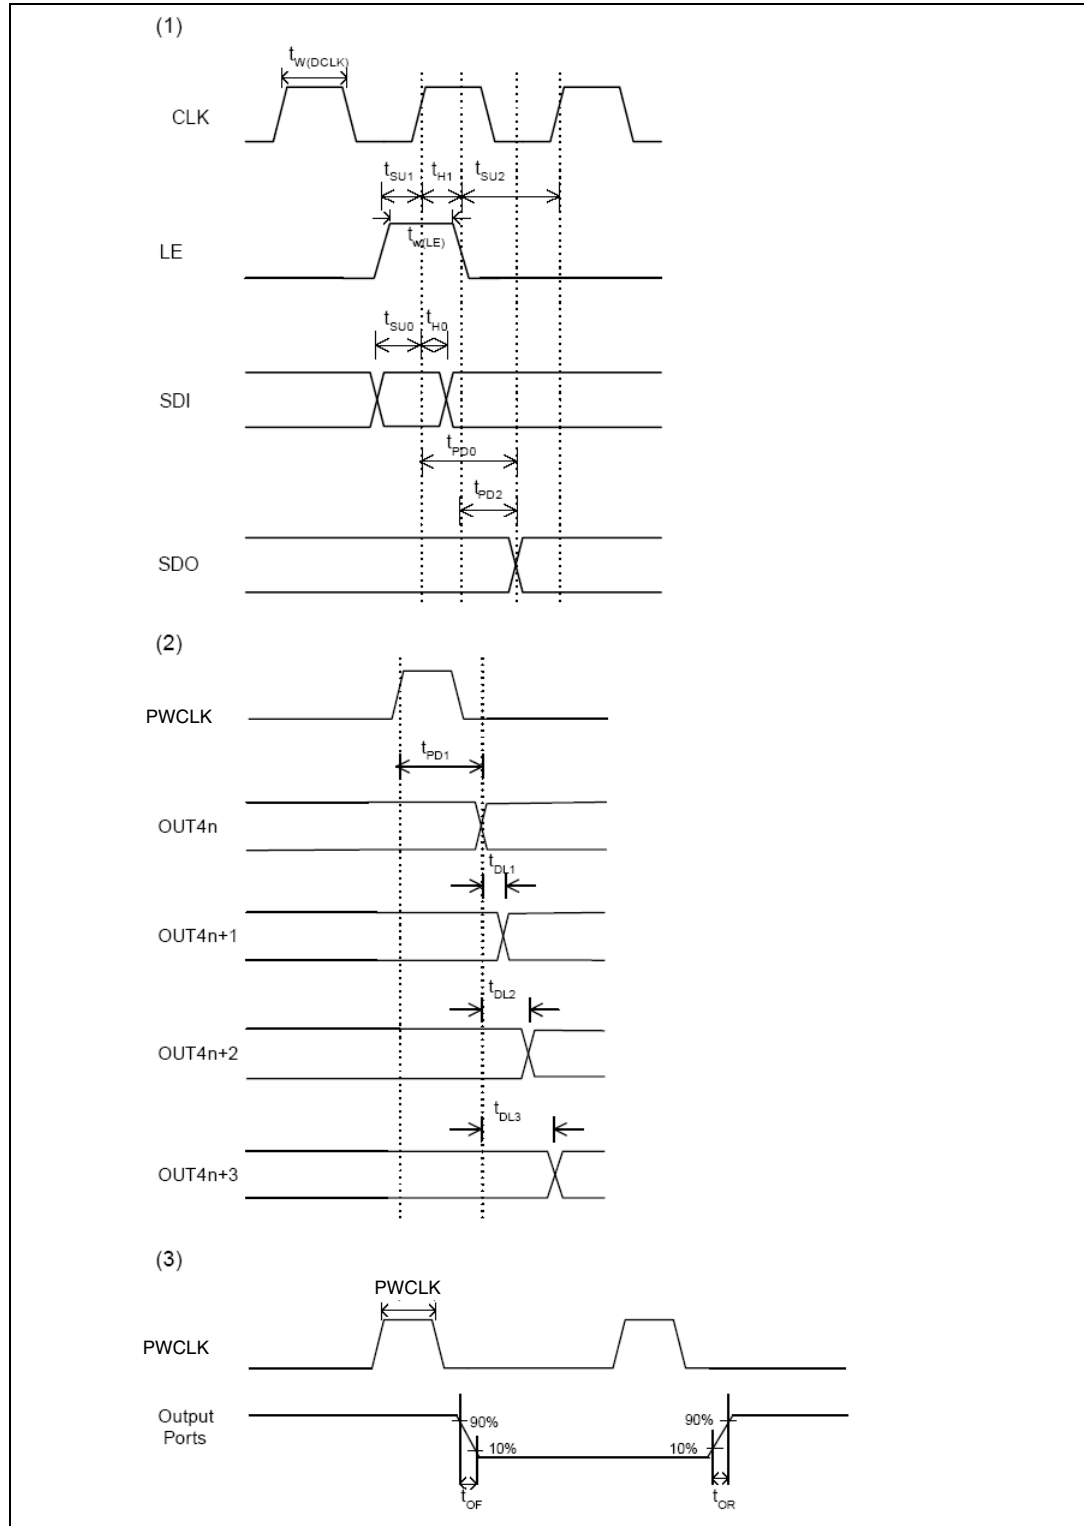 (1)
tW(DCLK)
CLK
tSU1 tH1 tSU2
tw(LE)
LE
tSU0 tH0
SDI
tPD0
tPD2
SDO
(2)
PWCLK
tPD1
OUT4n
tDL1
OUT4n+1
tDL2
OUT4n+2
tDL3
OUT4n+3
(3)
PWCLK
PWCLK
Output
Ports
90% 90%
10% 10%
tOF tOR